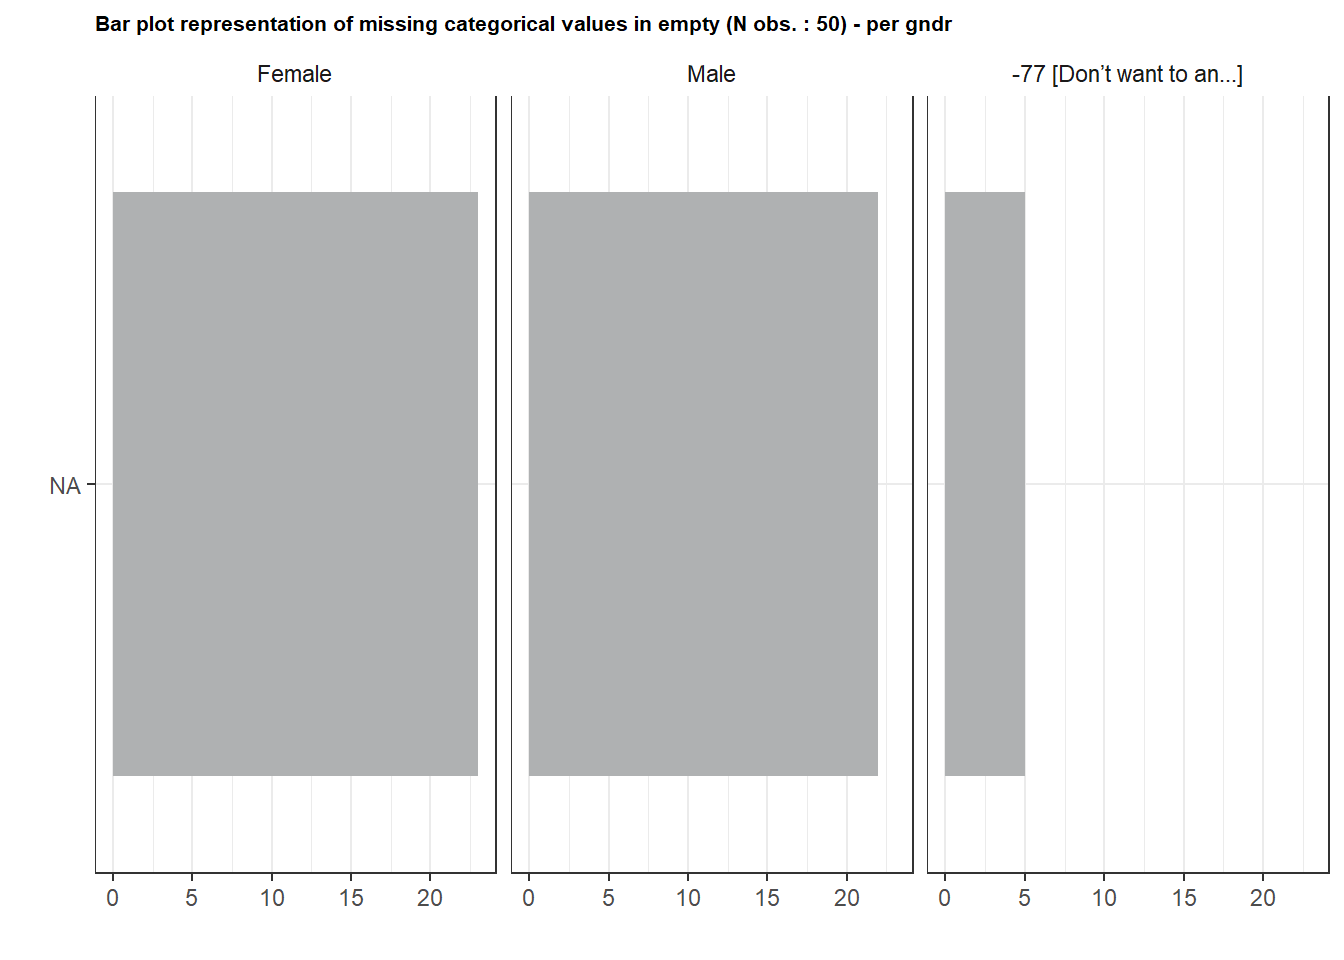 Bar plot representation of missing categorical values in empty (N obs. : 50) - per gndr
Female Male -77 [Don’t want to an...]
NA
0 5 10 15 20 0 5 10 15 20 0 5 10 15 20